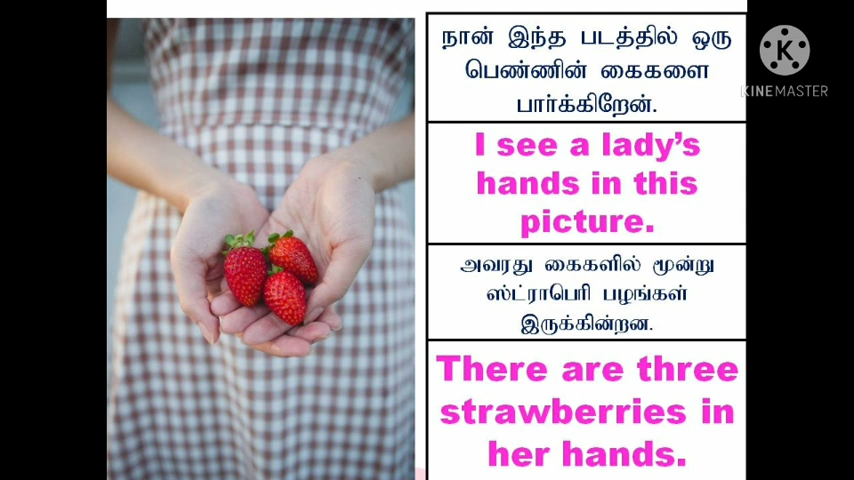 நான் இந்த படத்தில் ஒரு
பெண்ணின் கைகளை
பார்க்கிறேன்.
I see a lady's
hands in this
picture.
அவரது கைகளில் மூன்று
ஸ்ட்ராபெரி பழங்கள்
இருக்கின்றன.
There are three
strawberries in
her hands.
K
KINEMASTER